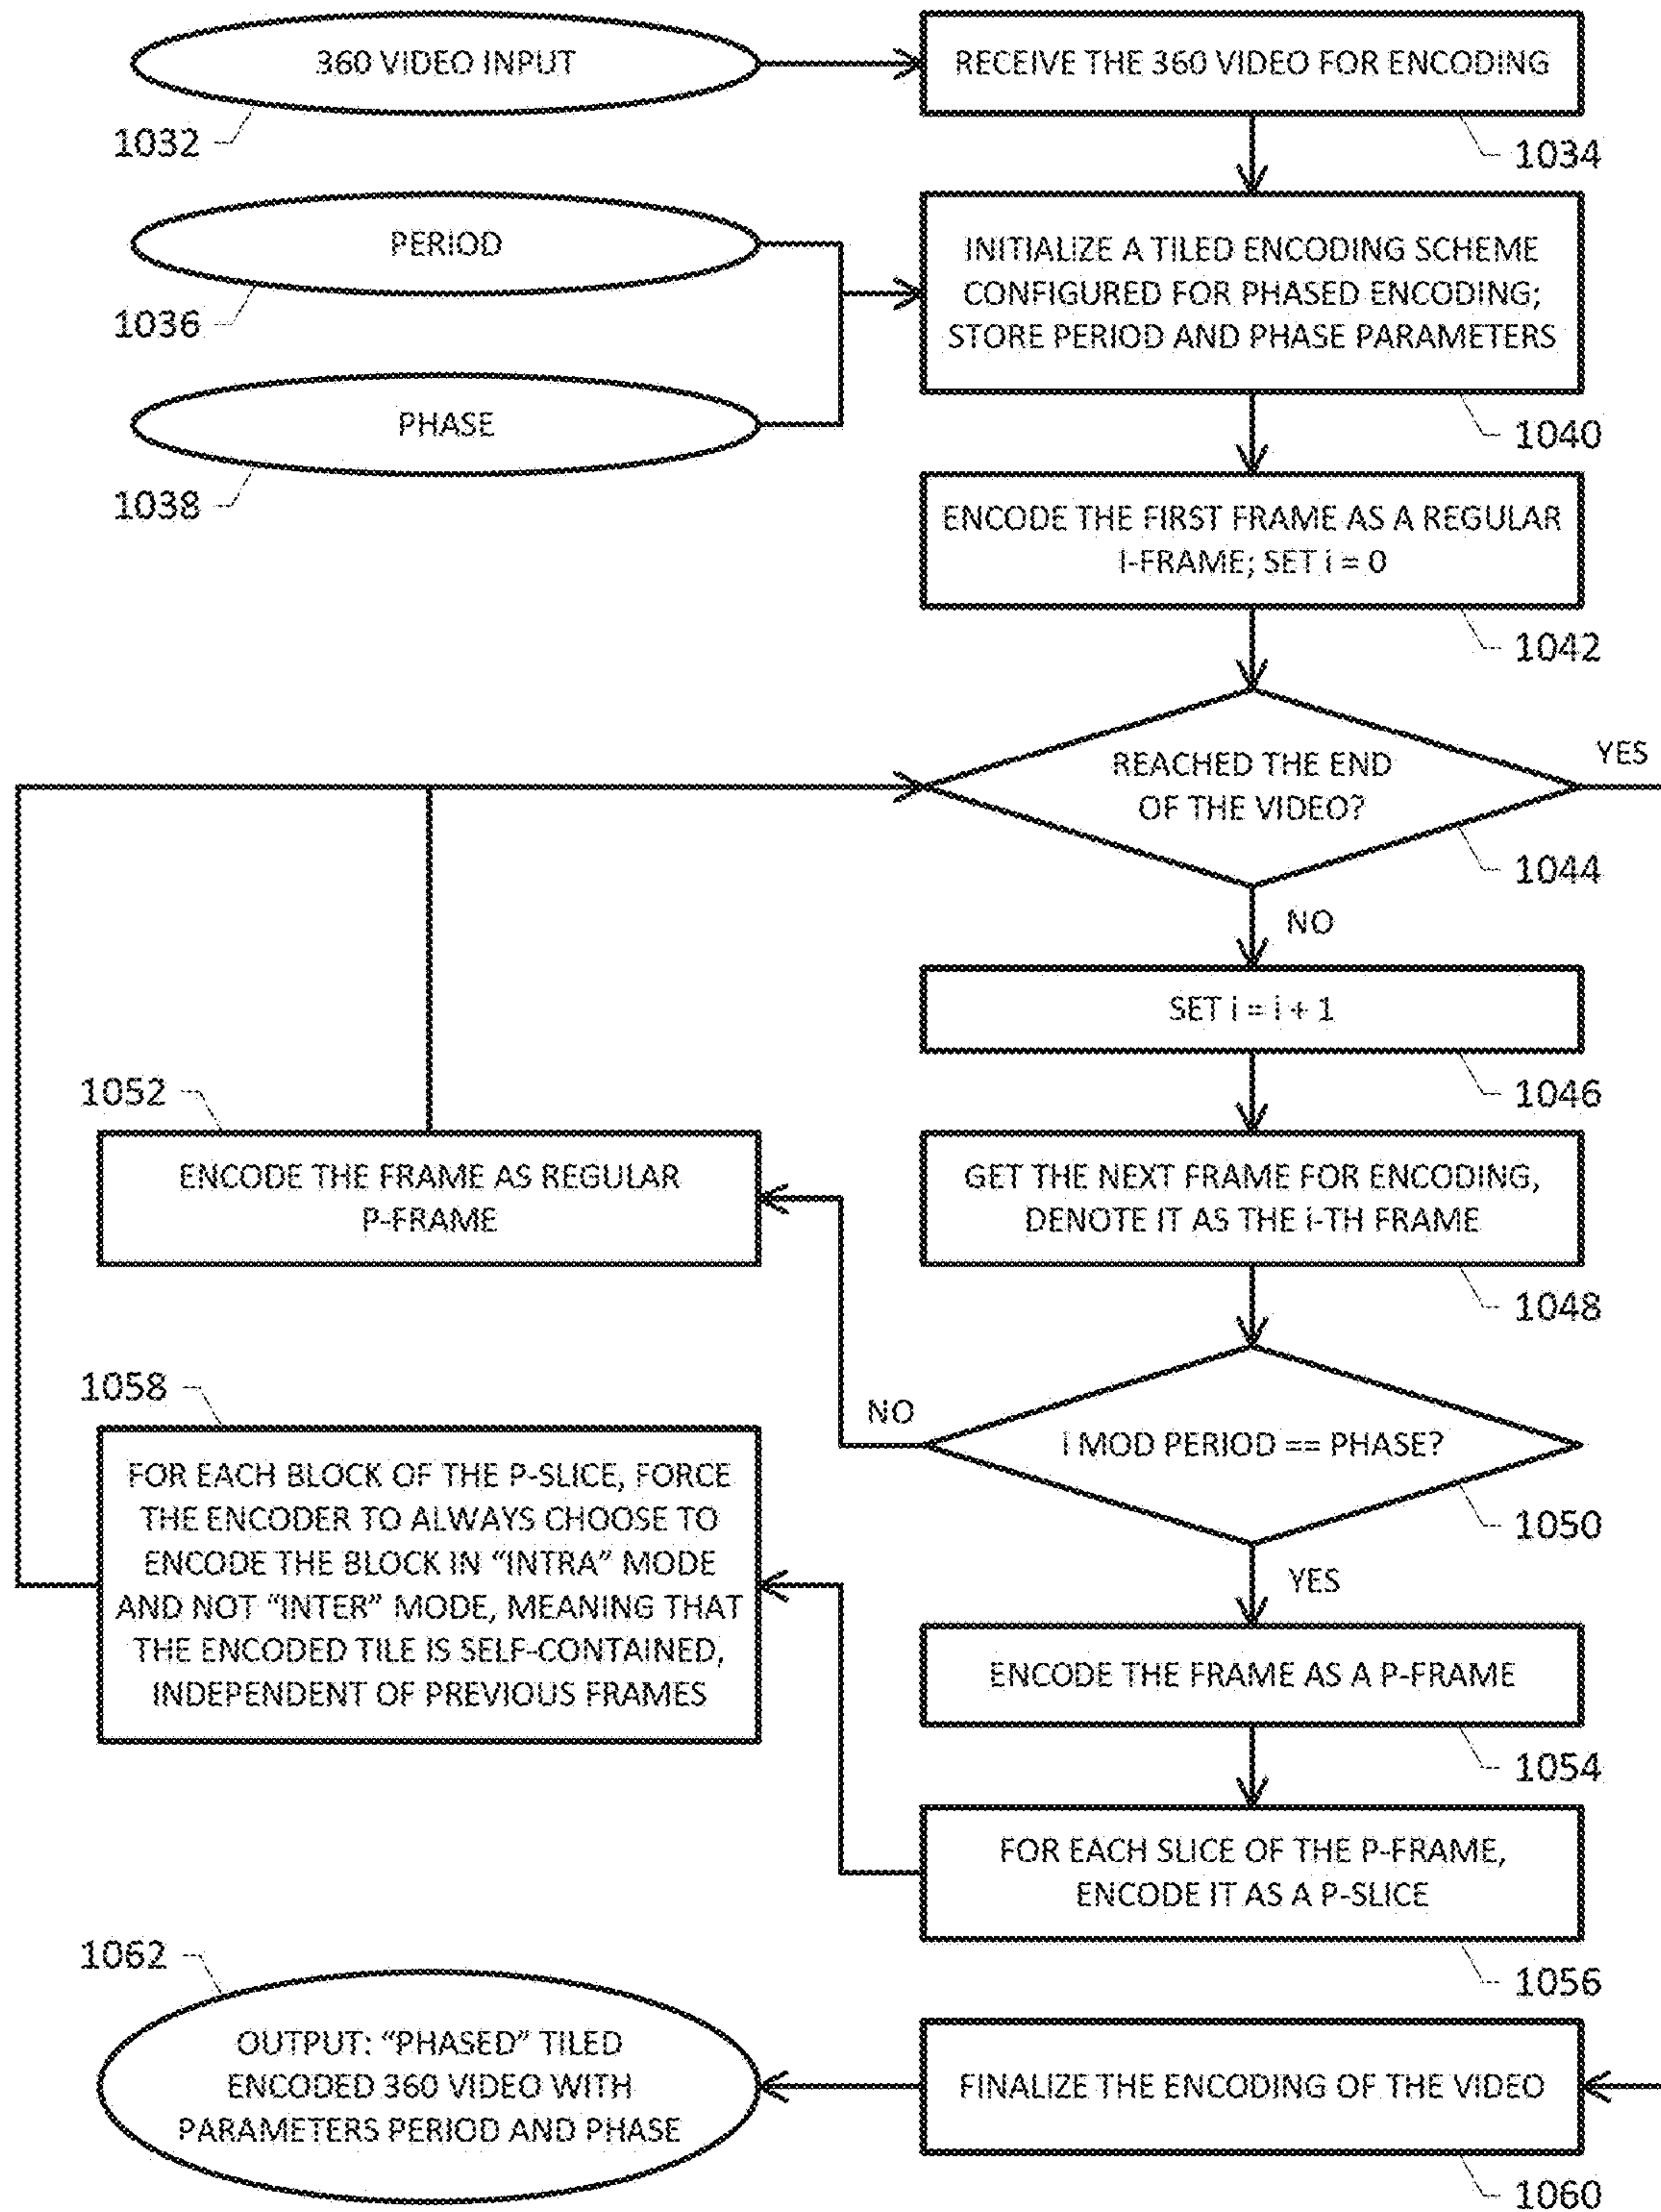 360 VIDEO INPUT
1032
RECEIVE THE 360 VIDEO FOR ENCODING
1034
PERIOD
1036
PHASE
1038
INITIALIZE A TILED ENCODING SCHEME
CONFIGURED FOR PHASED ENCODING;
STORE PERIOD AND PHASE PARAMETERS
1040
ENCODE THE FIRST FRAME AS A REGULAR
I-FRAME; SET i = 0
1042
REACHED THE END
OF THE VIDEO?
YES
1044
NO
SET i = i + 1
1046
GET THE NEXT FRAME FOR ENCODING,
DENOTE IT AS THE i-TH FRAME
1048
I MOD PERIOD == PHASE?
1050
NO
1052
ENCODE THE FRAME AS REGULAR
P-FRAME
YES
ENCODE THE FRAME AS A P-FRAME
1054
FOR EACH SLICE OF THE P-FRAME,
ENCODE IT AS A P-SLICE
1056
1058
FOR EACH BLOCK OF THE P-SLICE, FORCE
THE ENCODER TO ALWAYS CHOOSE TO
ENCODE THE BLOCK IN “INTRA” MODE
AND NOT “INTER” MODE, MEANING THAT
THE ENCODED TILE IS SELF-CONTAINED,
INDEPENDENT OF PREVIOUS FRAMES
FINALIZE THE ENCODING OF THE VIDEO
1060
1062
OUTPUT: “PHASED” TILED
ENCODED 360 VIDEO WITH
PARAMETERS PERIOD AND PHASE